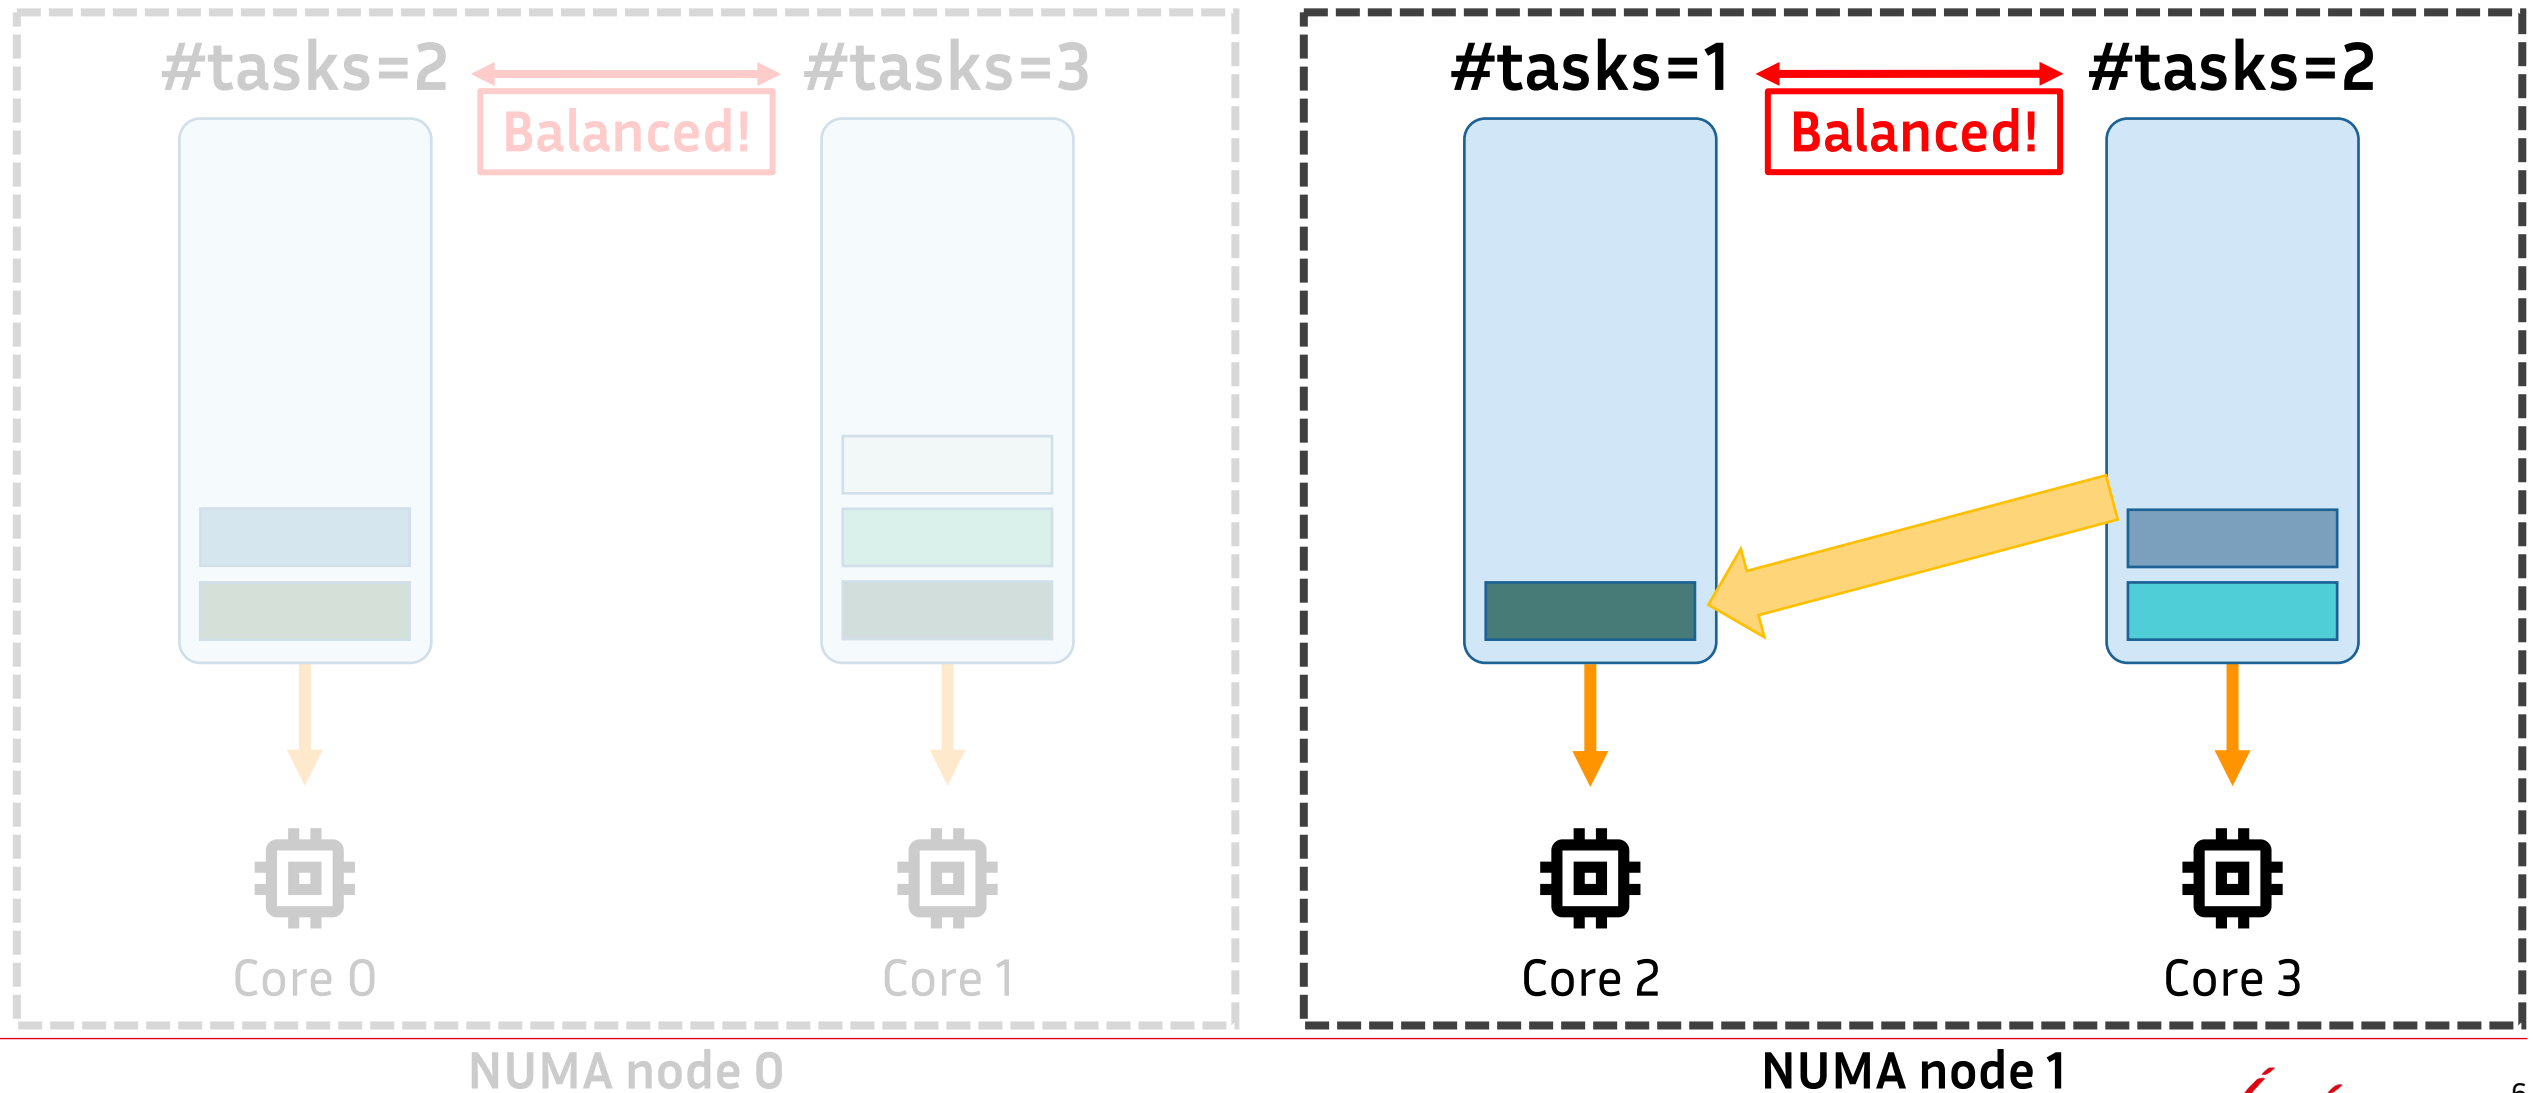 #tasks=2
#tasks=3
Balanced!
#tasks=1
#tasks=2
Balanced!
Core 0
Core 1
Core 2
Core 3
NUMA node 0
NUMA node 1